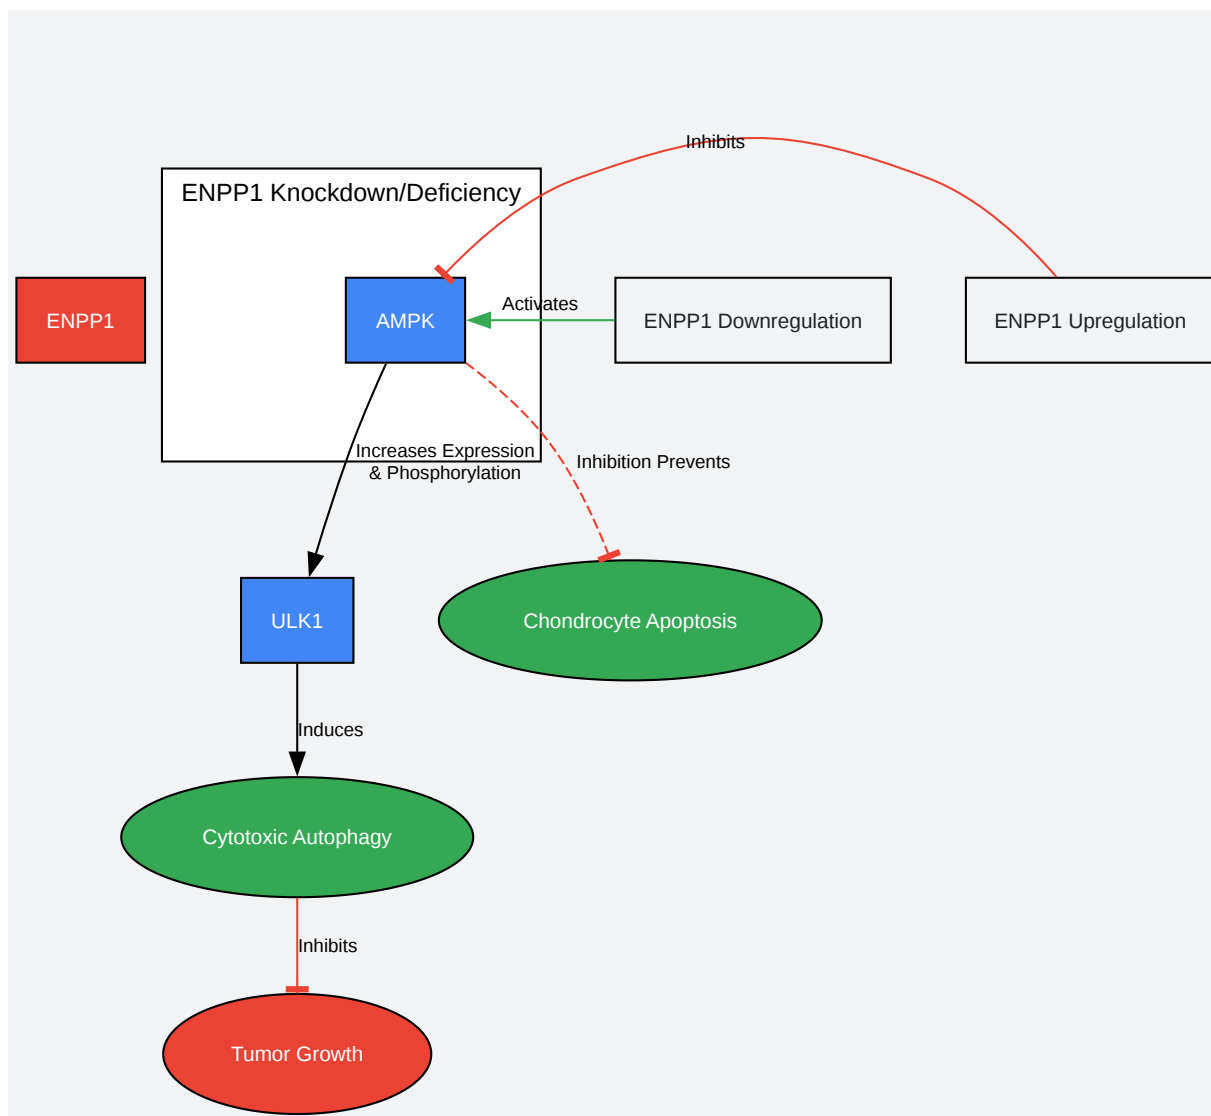 Inhibits
ENPP1 Knockdown/Deficiency
Activates
ENPP1
AMPK
ENPP1 Downregulation
ENPP1 Upregulation
Increases Expression
& Phosphorylation
Inhibition Prevents
ULK1
Chondrocyte Apoptosis
Induces
Cytotoxic Autophagy
Inhibits
Tumor Growth